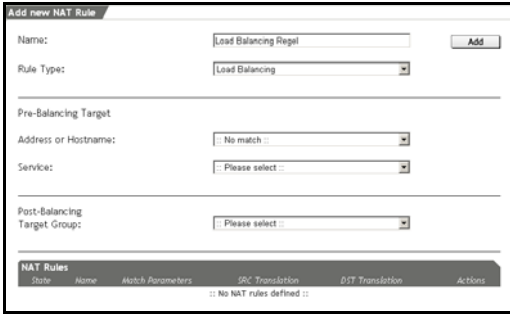 Add new NAT Rule
Name:
Load Balancing Regel
Add
Rule Type:
Load Balancing
Pre-Balancing Target
Address or Hostname:
:: No match ::
Service:
:: Please select ::
Post-Balancing
Target Group:
:: Please select ::
NAT Rules
State Name Match Parameters SRC Translation DST Translation Actions
:: No NAT rules defined ::